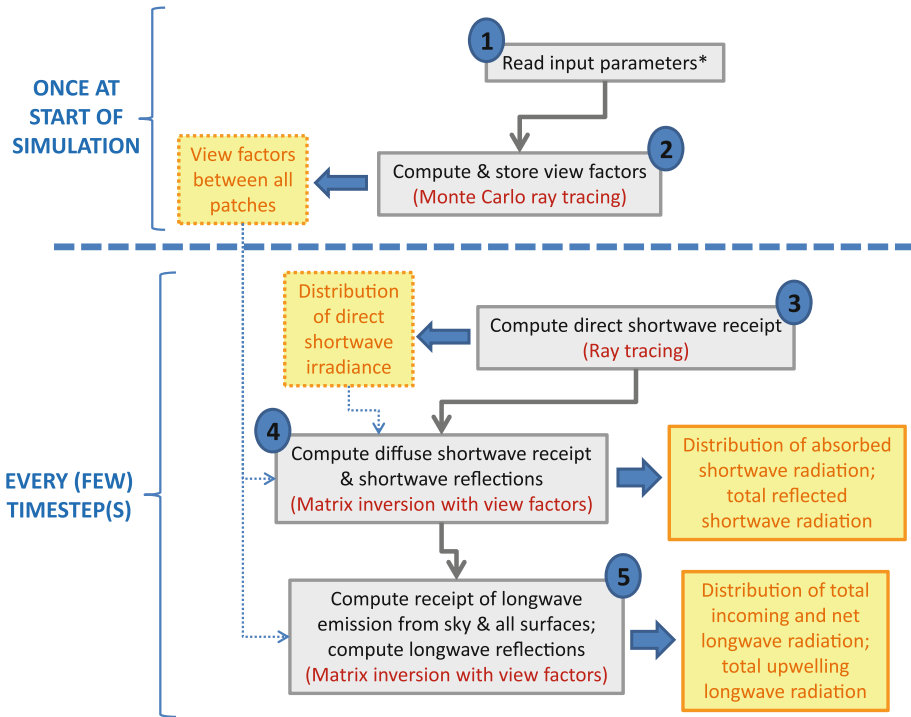 1
Read input parameters*
ONCE AT
START OF
SIMULATION
2
Compute & store view factors
(Monte Carlo ray tracing)
View factors
between all
patches
3
Compute direct shortwave receipt
(Ray tracing)
Distribution
of direct
shortwave
irradiance
EVERY (FEW)
TIMESTEP(S)
4
Compute diffuse shortwave receipt
& shortwave reflections
(Matrix inversion with view factors)
Distribution of absorbed
shortwave radiation;
total reflected
shortwave radiation
5
Compute receipt of longwave
emission from sky & all surfaces;
compute longwave reflections
(Matrix inversion with view factors)
Distribution of total
incoming and net
longwave radiation;
total upwelling
longwave radiation